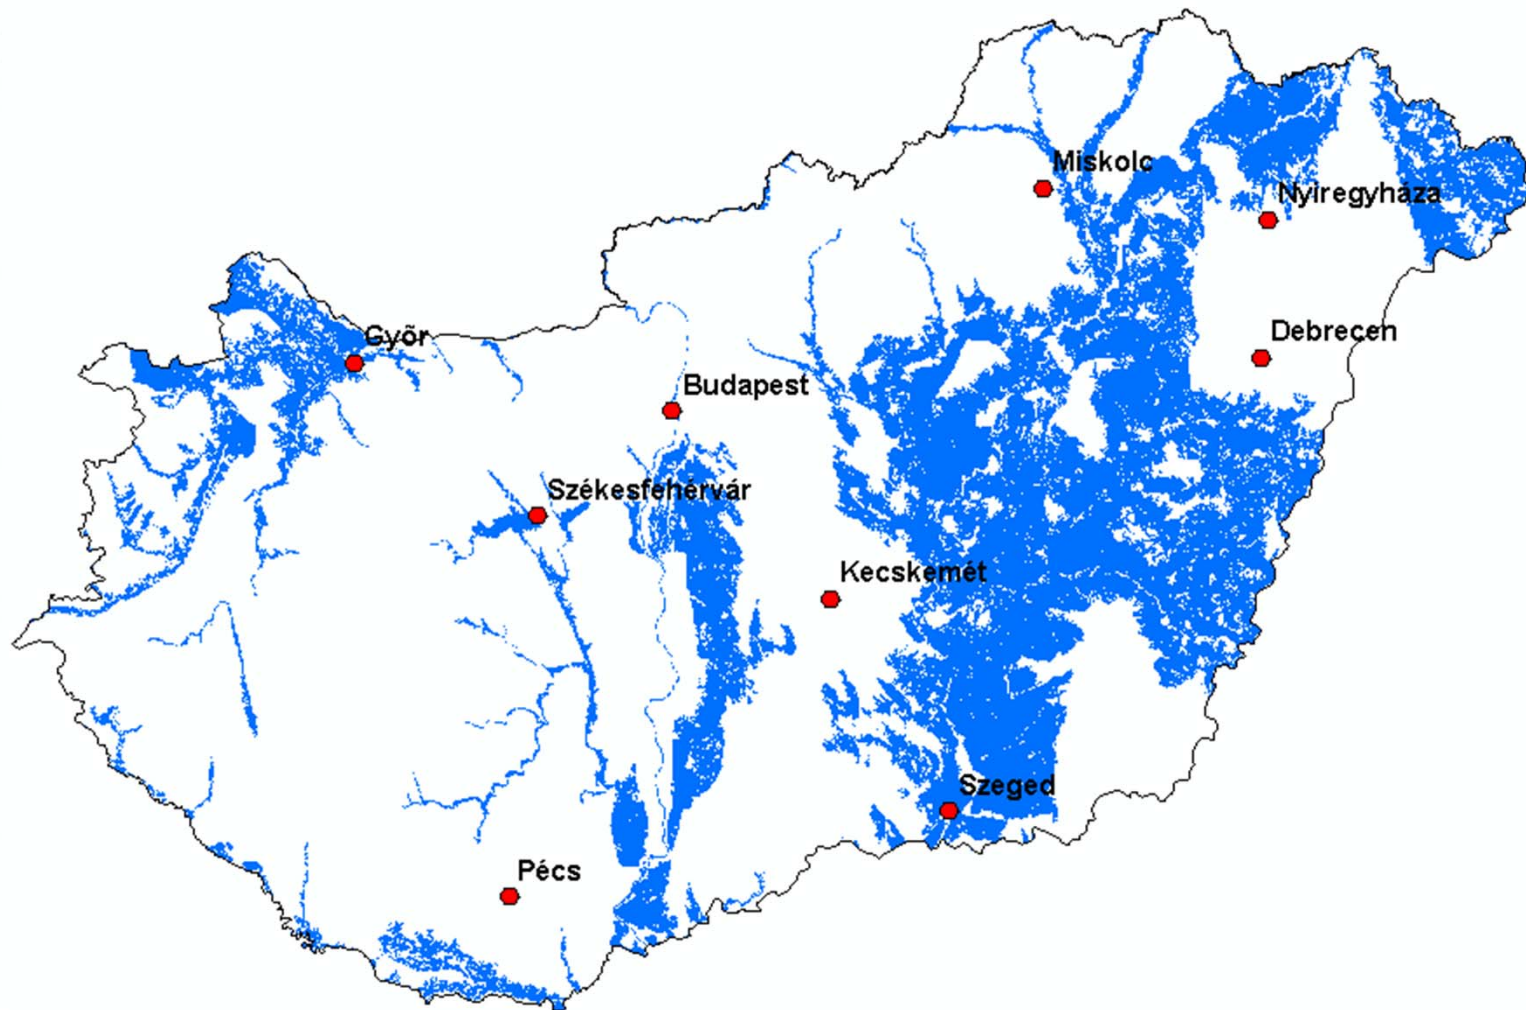 Miskolc
Nyíregyháza
Győr
Debrecen
Budapest
Székesfehérvár
Kecskemét
Szeged
Pécs